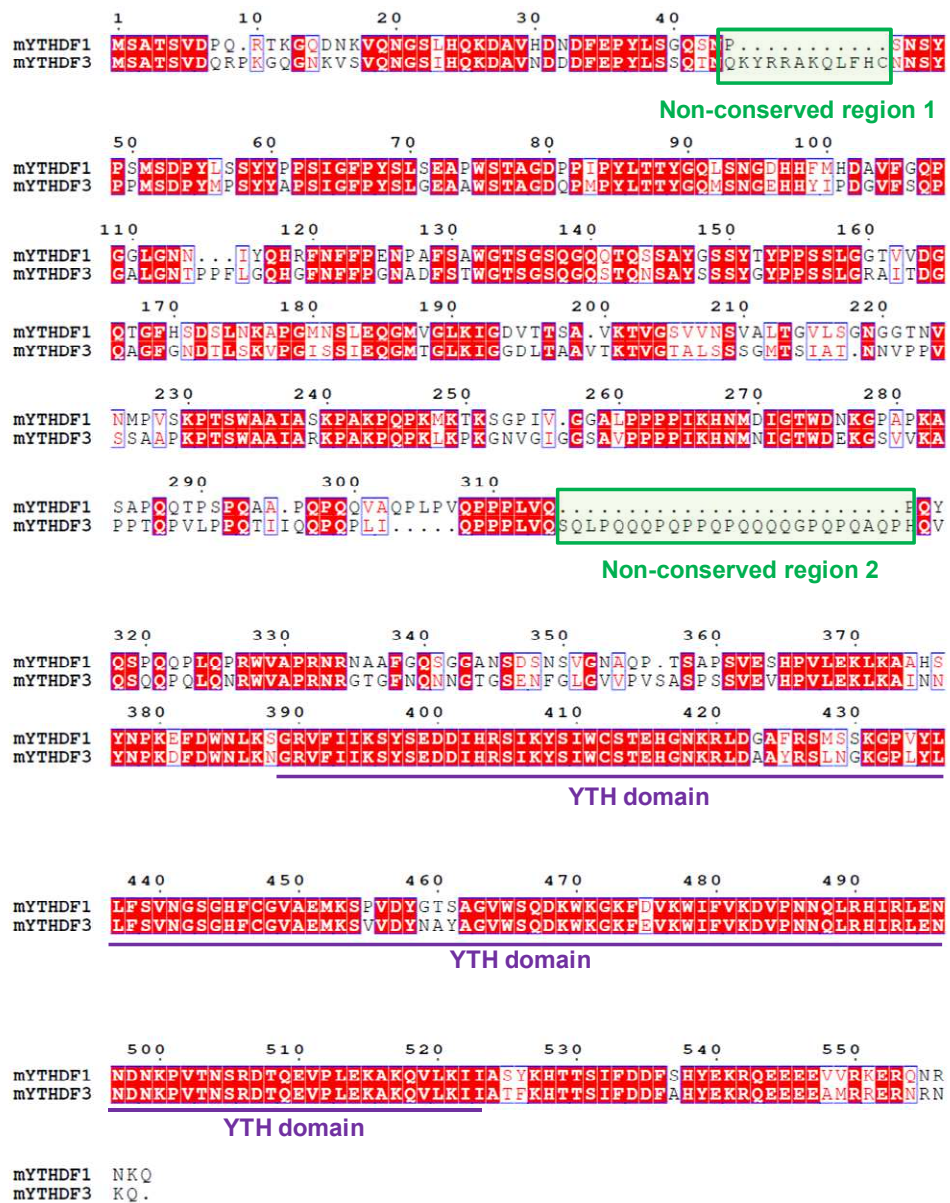 1 10 20 30 40
mYTHDF1 MSATSVDPQ.RTKGQDNKVQNGSLHQKDAVHDNDFEPYLSGQSNP...........SNSY
mYTHDF3 MSATSVDQRPKGQGNKVSVQNGSIHQKDAVNDDDFEPYLSSQTNQKYRRAKQLFHCNNSY
Non-conserved region 1
50 60 70 80 90 100
mYTHDF1 PSMSDPYLSSYYPPSIGFPYSLSEAPWSTAGDPPIPYLTTYGQLSNGDHHFMHDAVFGQP
mYTHDF3 PPMSDPYMPSYYAPSIGFPYSLGEAAWSTAGDQPMPYLTTYGQMSNGEHHYIPDGVFSQP
110 120 130 140 150 160
mYTHDF1 GGLGNN...IYQHRFNFFPENPAFSAWGTSGSQGQQTQSSAYGSSYTYPPSSLGGTVVDG
mYTHDF3 GALGNTPPFLGQHGFNFFPGNADFSTWGTSGSQGQSTQNSAYSSSYGYPPSSLGRAITDG
170 180 190 200 210 220
mYTHDF1 QTGFHSDSLNKAPGMNSLEQGMVGLKIGDVTTSA.VKTVGSVVNSVALTGVLSGNGGTNV
mYTHDF3 QAGFGNDTLSKVPGISSIEQGMTGLKIGGDLTAAVTKTVGTALSSSGMTSIAT.NNVPPV
230 240 250 260 270 280
mYTHDF1 NMPVSKPTSWAAIASKPAKPQPKMKTKSGPIV.GGALPPPPIKHNMDIGTWDNKGPAPKA
mYTHDF3 SSAAPKPTSWAAIARKPAKPQPKLKPKGNVGIGGSAVPPPPIKHNMNIGTWDEKGSVVKA
290 300 310
mYTHDF1 SAPQQTPSPQAA.PQPQQVAQPLPVQPPPLVQ.........................PQY
mYTHDF3 PPTQPVLPPQTIIQQPQPLI.....QPPPLVQSQLPQQQPQPPQPQQQQGPQPQAQPHQV
Non-conserved region 2
320 330 340 350 360 370
mYTHDF1 QSPQQPLQPRWVAPRNRNAAFGQSGGANSDSNSVGNAQP.TSAPSVESHPVLEKLKAAHS
mYTHDF3 QSQQPQLQNRWVAPRNRGTGFNQNNGTGSENFGLGVVPVSASPSSVEVHPVLEKLKAINN
380 390 400 410 420 430
mYTHDF1 YNPKEFDWNLKSGRVFIIKSYSEDDIHRSIKYSIWCSTEHGNKRLDGAFRSMSSKGPVYL
mYTHDF3 YNPKDFDWNLKNGRVFIIKSYSEDDIHRSIKYSIWCSTEHGNKRLDAAYRSLNGKGPLYL
YTH domain
440 450 460 470 480 490
mYTHDF1 LFSVNGSGHFCGVAEMKSPVDYGTSAGVWSQDKWKGKFDVKWIFVKDVPNNQLRHIRLEN
mYTHDF3 LFSVNGSGHFCGVAEMKSVVDYNAYAGVWSQDKWKGKFEVKWIFVKDVPNNQLRHIRLEN
YTH domain
500 510 520 530 540 550
mYTHDF1 NDNKPVTNSRDTQEVPLEKAKQVLKIIASYKHTTSIFDDFSHYEKRQEEEEVVRKERQNR
mYTHDF3 NDNKPVTNSRDTQEVPLEKAKQVLKIIATFKHTTSIFDDFAHYEKRQEEEEAMRRERNRN
YTH domain
mYTHDF1 NKQ
mYTHDF3 KQ.